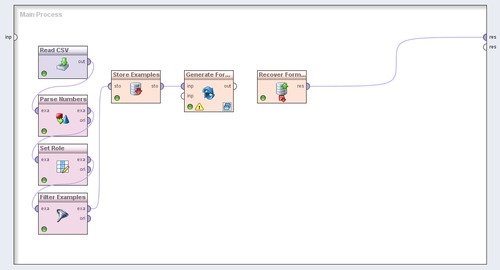 Main Process
inp
res
res
Read CSV
out
Parse Numbers
exa
exa
ori
Set Role
exa
exa
ori
Filter Examples
exa
exa
ori
Store Examples
sto
sto
Generate For...
inp
out
inp
Recover Form...
res